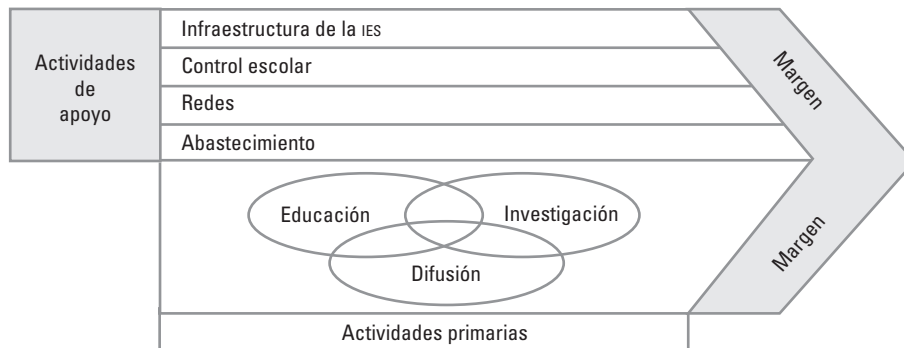 Actividades
de
apoyo
Infraestructura de la IES
Control escolar
Redes
Abastecimiento
Margen
Educación
Investigación
Difusión
Margen
Actividades primarias